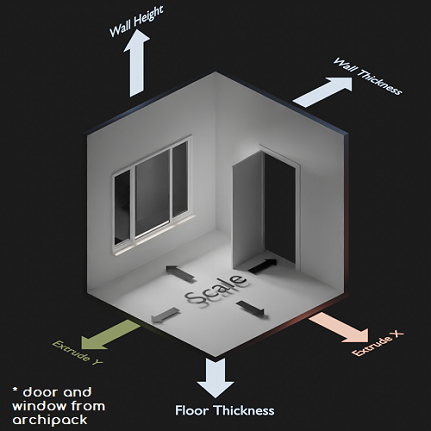 Wall Height
Wall Thickness
Scale
Extrude Y
Extrude X
* door and
window from
archipack
Floor Thickness